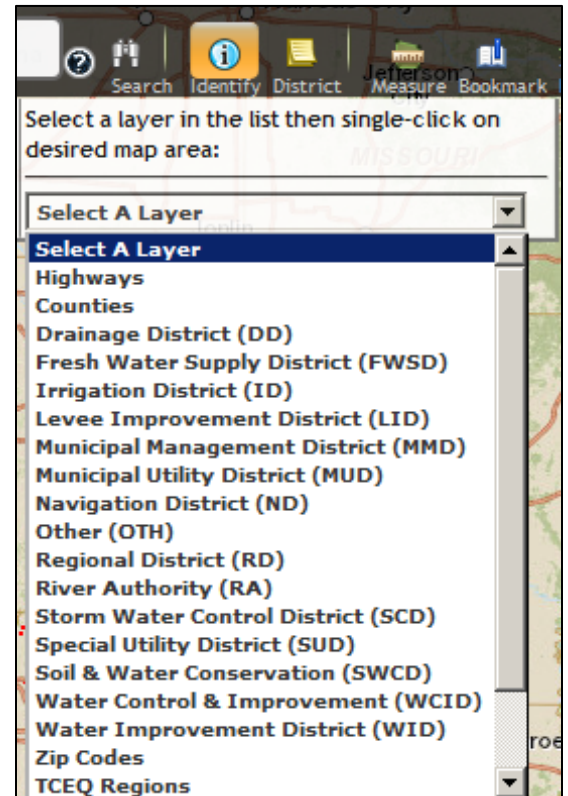 Search Identify District Measure Bookmark
Jefferson
City
Select a layer in the list then single-click on
desired map area:
MISSOURI
Select A Layer
Joplin
Select A Layer
Highways
Counties
Drainage District (DD)
Fresh Water Supply District (FWSD)
Irrigation District (ID)
Levee Improvement District (LID)
Municipal Management District (MMD)
Municipal Utility District (MUD)
Navigation District (ND)
Other (OTH)
Regional District (RD)
River Authority (RA)
Storm Water Control District (SCD)
Special Utility District (SUD)
Soil & Water Conservation (SWCD)
Water Control & Improvement (WCID)
Water Improvement District (WID)
roe
Zip Codes
TCEQ Regions